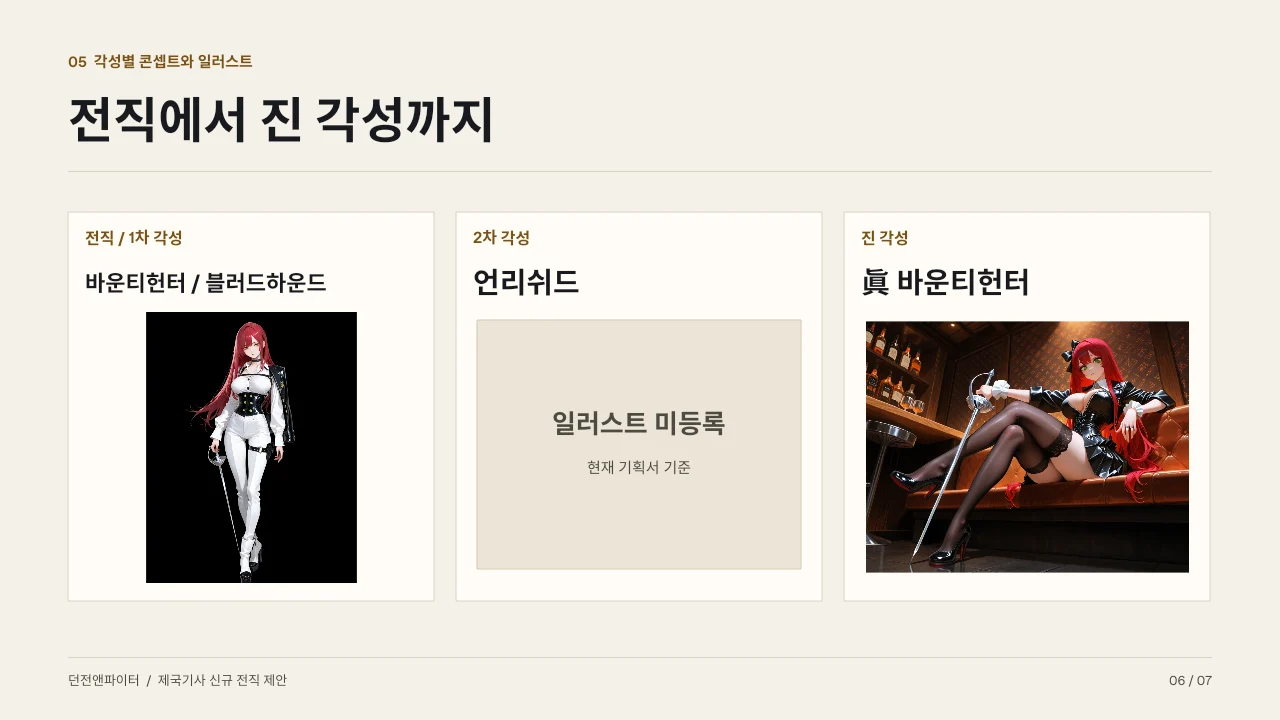 05 각성별 콘셉트와 일러스트
전직에서 진 각성까지
전직 / 1차 각성
바운티헌터 / 블러드하운드
2차 각성
언리쉬드
일러스트 미등록
현재 기획서 기준
진 각성
眞 바운티헌터
던전앤파이터 / 제국기사 신규 전직 제안
06 / 07